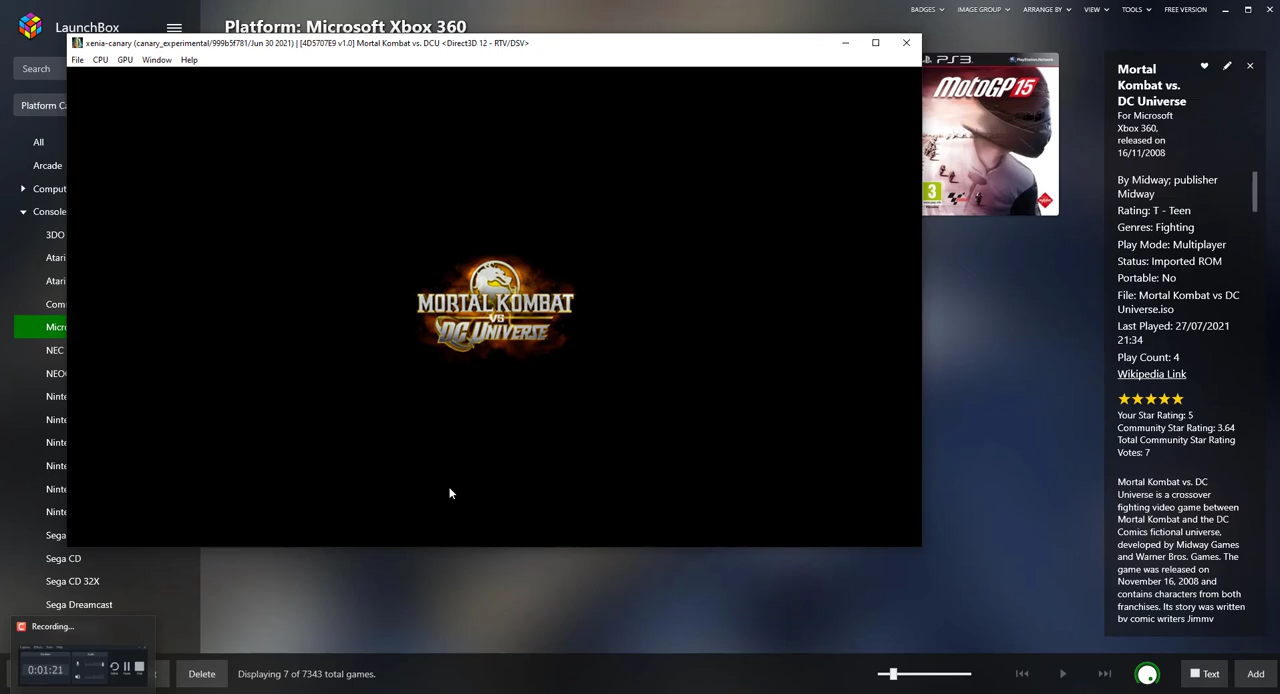 LaunchBox
Platform: Microsoft Xbox 360
BADGES
IMAGE GROUP
ARRANGE BY
VIEW
TOOLS
FREE VERSION
xenia-canary (canary_experimental/999b5f781/Jun 30 2021) | [4D5707E9 v1.0] Mortal Kombat vs. DCU <Direct3D 12 - RTV/DSV>
File
CPU
GPU
Window
Help
Search
Platform Ca
All
Arcade
Comput
Console
3DO
Atari
Atari
Com
Micro
NEC
NEO
Ninte
Ninte
Ninte
Ninte
Ninte
Ninte
Sega
Sega CD
Sega CD 32X
Sega Dreamcast
MORTAL KOMBAT
VS
DC UNIVERSE
PS3
MotoGP 15
3
Mortal
Kombat vs.
DC Universe
For Microsoft
Xbox 360,
released on
16/11/2008
By Midway; publisher
Midway
Rating: T - Teen
Genres: Fighting
Play Mode: Multiplayer
Status: Imported ROM
Portable: No
File: Mortal Kombat vs DC
Universe.iso
Last Played: 27/07/2021
21:34
Play Count: 4
Wikipedia Link
Your Star Rating: 5
Community Star Rating: 3.64
Total Community Star Rating
Votes: 7
Mortal Kombat vs. DC
Universe is a crossover
fighting video game between
Mortal Kombat and the DC
Comics fictional universe,
developed by Midway Games
and Warner Bros. Games. The
game was released on
November 16, 2008 and
contains characters from both
franchises. Its story was written
by comic writers Jimmy
Recording...
0:01:21
Delete
Displaying 7 of 7343 total games.
Text
Add